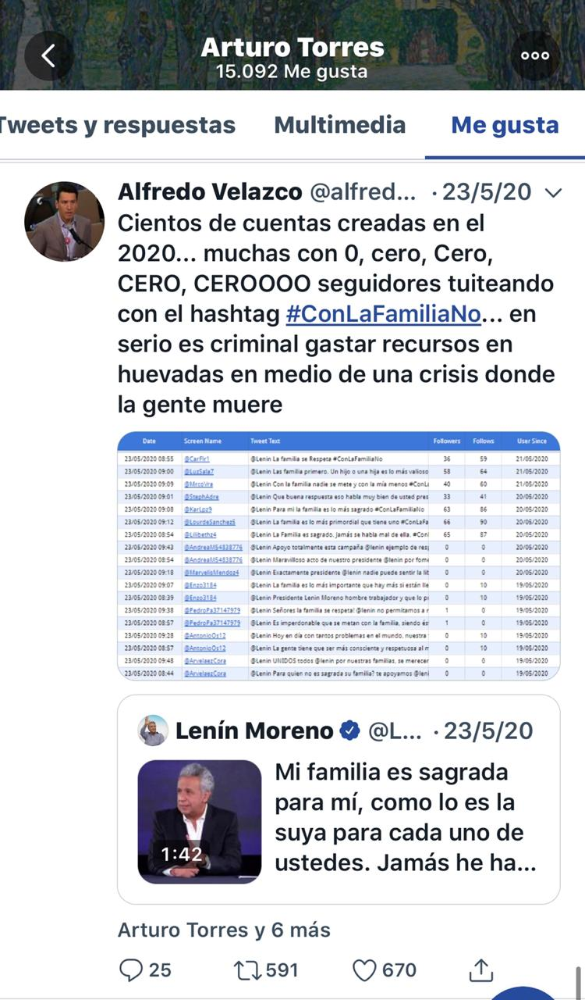 Arturo Torres
15.092 Me gusta
Tweets y respuestas Multimedia Me gusta
Alfredo Velazco @alfred... · 23/5/20
Cientos de cuentas creadas en el
2020... muchas con 0, cero, Cero,
CERO, CEROOOO seguidores tuiteando
con el hashtag #ConLaFamiliaNo... en
serio es criminal gastar recursos en
huevadas en medio de una crisis donde
la gente muere
Date Screen Name Tweet Text Followers Follows User Since
23/05/2020 08:55 @CarFlr1 @Lenin La familia se Respeta #ConLaFamiliaNo 36 59 21/05/2020
23/05/2020 09:00 @LuzSala7 @Lenin Las familia primero. Un hijo o una hija es lo más valioso 58 64 21/05/2020
23/05/2020 09:09 @MrcoVra @Lenin Con la familia nadie se mete y con la mía menos #ConL 40 60 21/05/2020
23/05/2020 09:01 @StephAdre @Lenin Que buena respuesta eso habla muy bien de usted pres 33 41 20/05/2020
23/05/2020 09:08 @KarLpz9 @Lenin Para mi la familia es lo más sagrado #ConLaFamiliaNo 63 86 20/05/2020
23/05/2020 09:12 @LourdeSanchez5 @Lenin La familia es lo más primordial que tiene uno #ConLaFa 66 90 20/05/2020
23/05/2020 08:54 @Lilibethz4 @Lenin La Familia es sagrado. Jamás se habla mal de ella. #Con 65 87 20/05/2020
23/05/2020 09:43 @AndreaM54838776 @Lenin Apoyo totalmente esta campaña @lenin ejemplo de res 0 0 20/05/2020
23/05/2020 08:54 @AndreaM54838776 @Lenin Maravilloso acto de nuestro presidente @lenin por fome 0 0 20/05/2020
23/05/2020 09:18 @MaryelisMendoz4 @Lenin Exactamente presidente @lenin nadie puede sentir la lit 0 0 20/05/2020
23/05/2020 09:07 @Enzo3184 @Lenin La familia es lo más importante que hay más si están lle 0 10 19/05/2020
23/05/2020 08:39 @Enzo3184 @Lenin Presidente Lenin Moreno hombre trabajador y que lo p 0 10 19/05/2020
23/05/2020 09:38 @PedroPa37147979 @Lenin Señores la familia se respeta! @lenin no permitamos a r 1 0 19/05/2020
23/05/2020 08:57 @PedroPa37147979 @Lenin Es imperdonable que se metan con la familia, siendo és 1 0 19/05/2020
23/05/2020 09:28 @AntonioOs12 @Lenin Hoy en día con tantos problemas en el mundo, nuestra 0 10 19/05/2020
23/05/2020 08:57 @AntonioOs12 @Lenin La gente tiene que ser más consciente y respetuosa al m 0 10 19/05/2020
23/05/2020 09:48 @ArvelaezCora @Lenin UNIDOS todos @lenin por nuestras familias, se merecer 0 0 19/05/2020
23/05/2020 08:44 @ArvelaezCora @Lenin Para quien no es sagrada su familia? te apoyamos @leni 0 0 19/05/2020
Lenín Moreno @L... · 23/5/20
Mi familia es sagrada
para mí, como lo es la
suya para cada uno de
ustedes. Jamás he ha...
1:42
Arturo Torres y 6 más
25 591 670